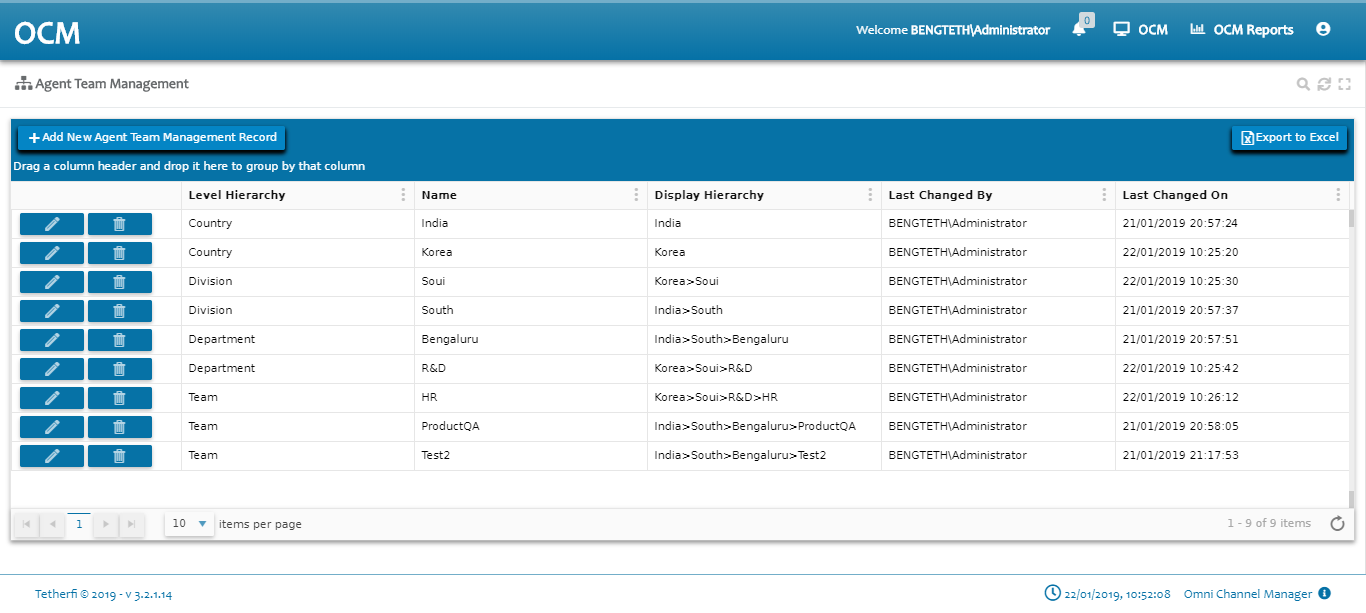 OCM
Welcome BENGTETH\Administrator 0 OCM OCM Reports
Agent Team Management
Add New Agent Team Management Record Export to Excel
Drag a column header and drop it here to group by that column
Level Hierarchy Name Display Hierarchy Last Changed By Last Changed On
Country India India BENGTETH\Administrator 21/01/2019 20:57:24
Country Korea Korea BENGTETH\Administrator 22/01/2019 10:25:20
Division Soui Korea>Soui BENGTETH\Administrator 22/01/2019 10:25:30
Division South India>South BENGTETH\Administrator 21/01/2019 20:57:37
Department Bengaluru India>South>Bengaluru BENGTETH\Administrator 21/01/2019 20:57:51
Department R&D Korea>Soui>R&D BENGTETH\Administrator 22/01/2019 10:25:42
Team HR Korea>Soui>R&D>HR BENGTETH\Administrator 22/01/2019 10:26:12
Team ProductQA India>South>Bengaluru>ProductQA BENGTETH\Administrator 21/01/2019 20:58:05
Team Test2 India>South>Bengaluru>Test2 BENGTETH\Administrator 21/01/2019 21:17:53
1 10 items per page 1 - 9 of 9 items
Tetherfi © 2019 - v 3.2.1.14 22/01/2019, 10:52:08 Omni Channel Manager